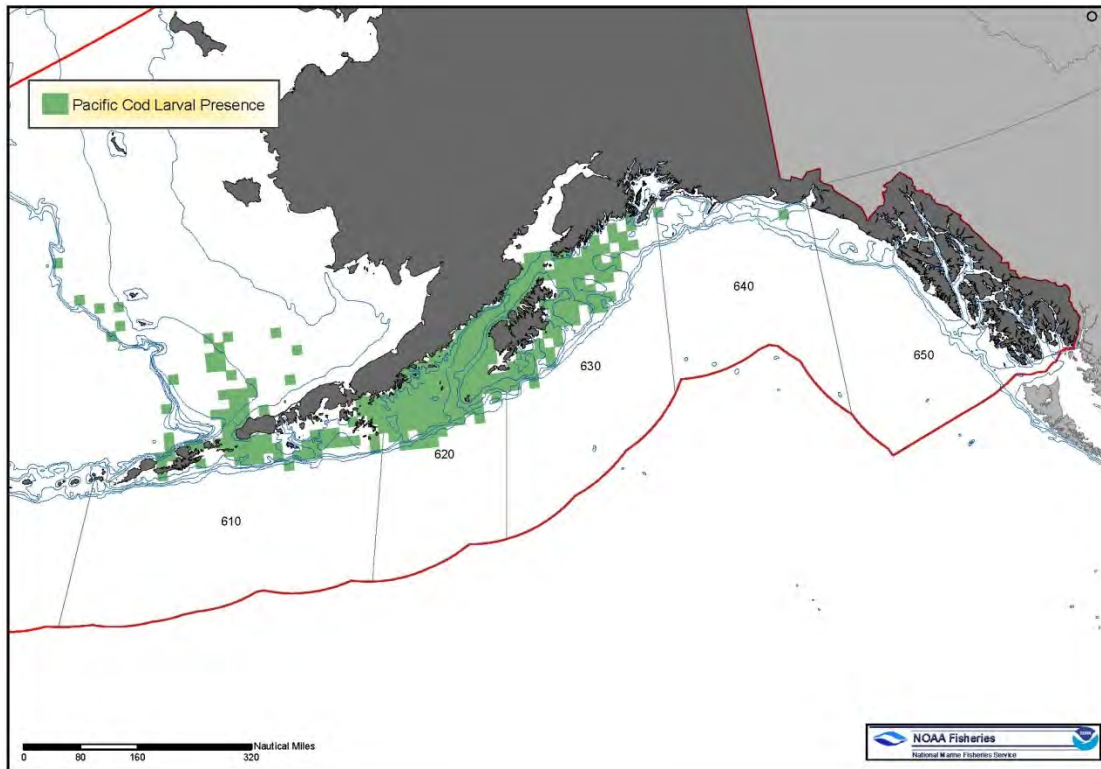 Pacific Cod Larval Presence
640
650
630
620
610
Nautical Miles
0 80 160 320
NOAA Fisheries
National Marine Fisheries Service